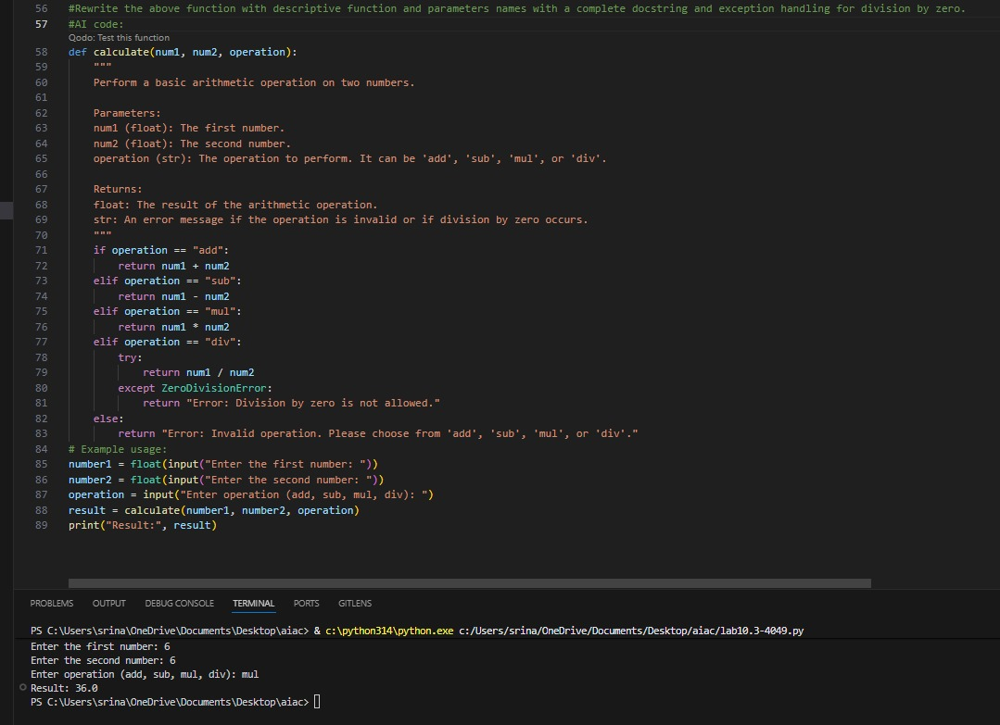 56 #Rewrite the above function with descriptive function and parameters names with a complete docstring and exception handling for division by zero.
57 #AI code:
Qodo: Test this function
58 def calculate(num1, num2, operation):
59     """
60     Perform a basic arithmetic operation on two numbers.
61
62     Parameters:
63     num1 (float): The first number.
64     num2 (float): The second number.
65     operation (str): The operation to perform. It can be 'add', 'sub', 'mul', or 'div'.
66
67     Returns:
68     float: The result of the arithmetic operation.
69     str: An error message if the operation is invalid or if division by zero occurs.
70     """
71     if operation == "add":
72         return num1 + num2
73     elif operation == "sub":
74         return num1 - num2
75     elif operation == "mul":
76         return num1 * num2
77     elif operation == "div":
78         try:
79             return num1 / num2
80         except ZeroDivisionError:
81             return "Error: Division by zero is not allowed."
82     else:
83         return "Error: Invalid operation. Please choose from 'add', 'sub', 'mul', or 'div'."
84 # Example usage:
85 number1 = float(input("Enter the first number: "))
86 number2 = float(input("Enter the second number: "))
87 operation = input("Enter operation (add, sub, mul, div): ")
88 result = calculate(number1, number2, operation)
89 print("Result:", result)
PROBLEMS OUTPUT DEBUG CONSOLE TERMINAL PORTS GITLENS
PS C:\Users\srina\OneDrive\Documents\Desktop\aiac> & c:\python314\python.exe c:/Users/srina/OneDrive/Documents/Desktop/aiac/lab10.3-4049.py
Enter the first number: 6
Enter the second number: 6
Enter operation (add, sub, mul, div): mul
Result: 36.0
PS C:\Users\srina\OneDrive\Documents\Desktop\aiac>